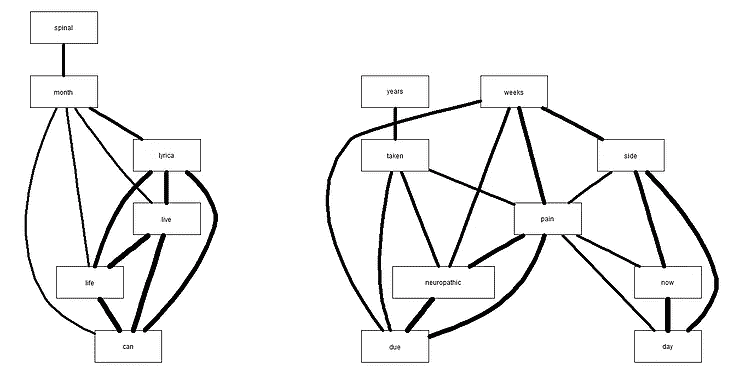 spinal
month
lyrica
live
life
can
years
weeks
taken
side
pain
neuropathic
now
due
day